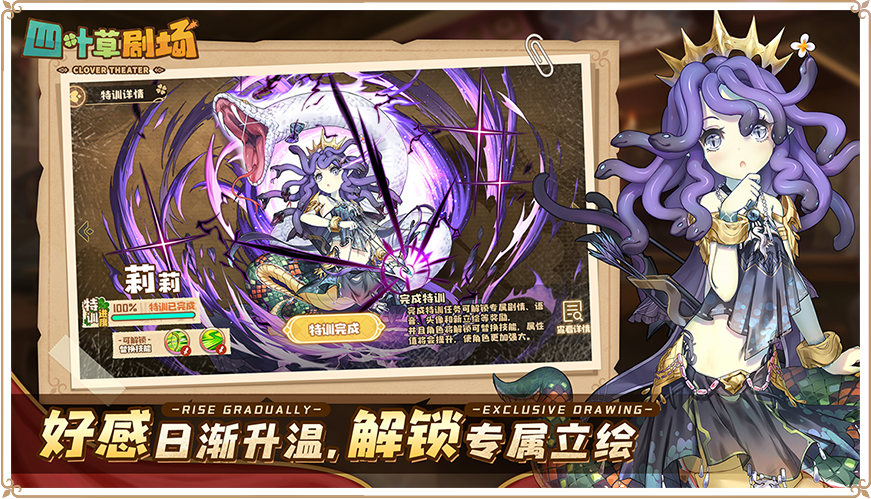 四叶草剧场
CLOVER THEATER
特训详情
莉莉
特训进度
100%
特训已完成
-可解锁-
替换技能
特训完成
完成特训
完成特训任务可解锁专属剧情、语
音、头像和新立绘等奖励。
并且角色将解锁可替换技能，属性
值将会提升，使角色更加强大。
查看详情
-RISE GRADUALLY-
-EXCLUSIVE DRAWING-
好感日渐升温,解锁专属立绘